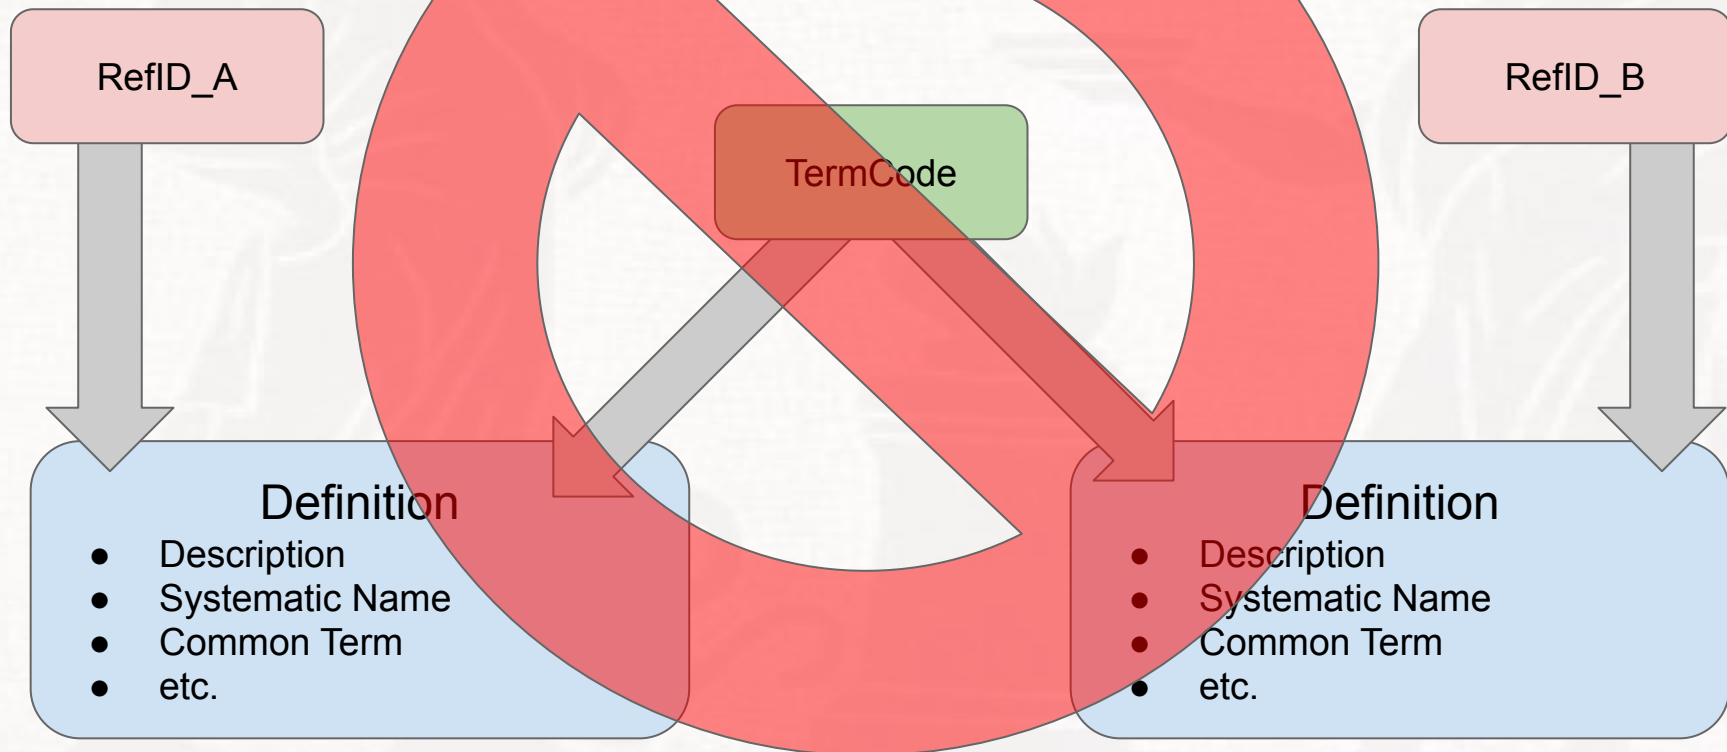 RefID_A
RefID_B
TermCode
Definition
● Description
● Systematic Name
● Common Term
● etc.
Definition
● Description
● Systematic Name
● Common Term
● etc.